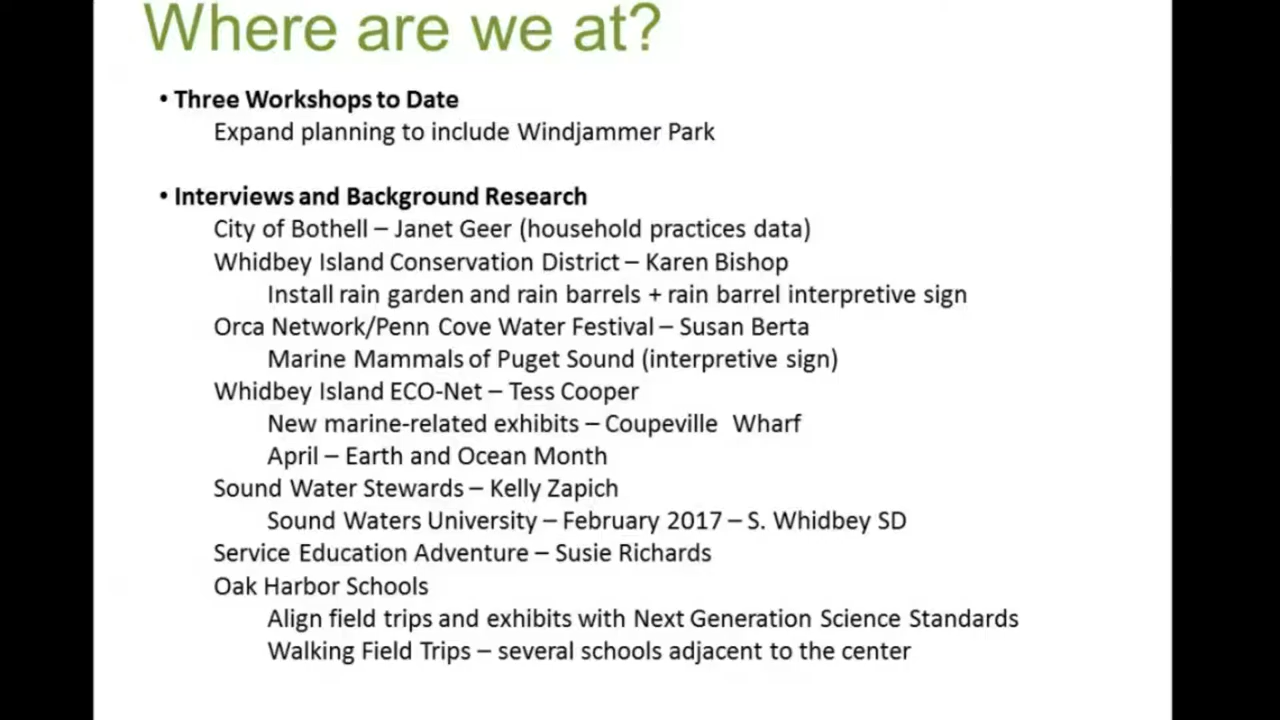 Where are we at?
• Three Workshops to Date
Expand planning to include Windjammer Park
• Interviews and Background Research
City of Bothell – Janet Geer (household practices data)
Whidbey Island Conservation District – Karen Bishop
Install rain garden and rain barrels + rain barrel interpretive sign
Orca Network/Penn Cove Water Festival – Susan Berta
Marine Mammals of Puget Sound (interpretive sign)
Whidbey Island ECO-Net – Tess Cooper
New marine-related exhibits – Coupeville Wharf
April – Earth and Ocean Month
Sound Water Stewards – Kelly Zapich
Sound Waters University – February 2017 – S. Whidbey SD
Service Education Adventure – Susie Richards
Oak Harbor Schools
Align field trips and exhibits with Next Generation Science Standards
Walking Field Trips – several schools adjacent to the center